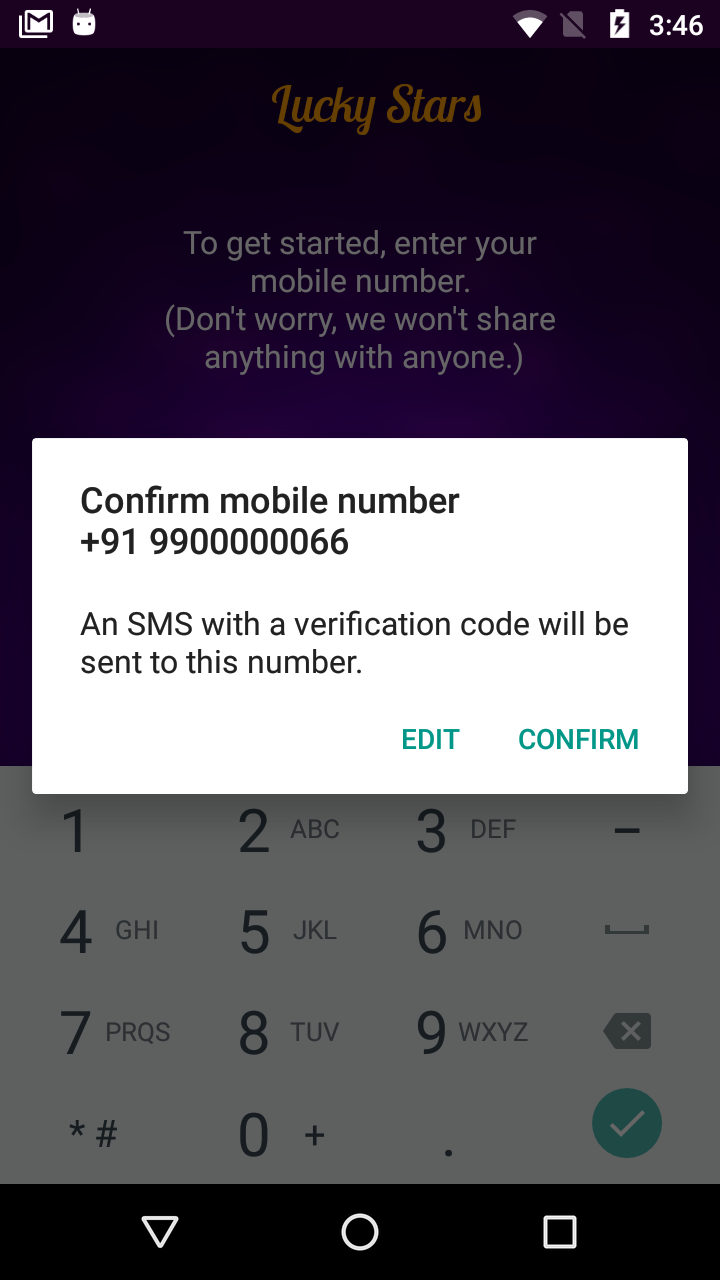 3:46
Lucky Stars
To get started, enter your
mobile number.
(Don't worry, we won't share
anything with anyone.)
Confirm mobile number
+91 9900000066
An SMS with a verification code will be
sent to this number.
EDIT CONFIRM
1 2 ABC 3 DEF –
4 GHI 5 JKL 6 MNO
7 PRQS 8 TUV 9 WXYZ
* # 0 + .